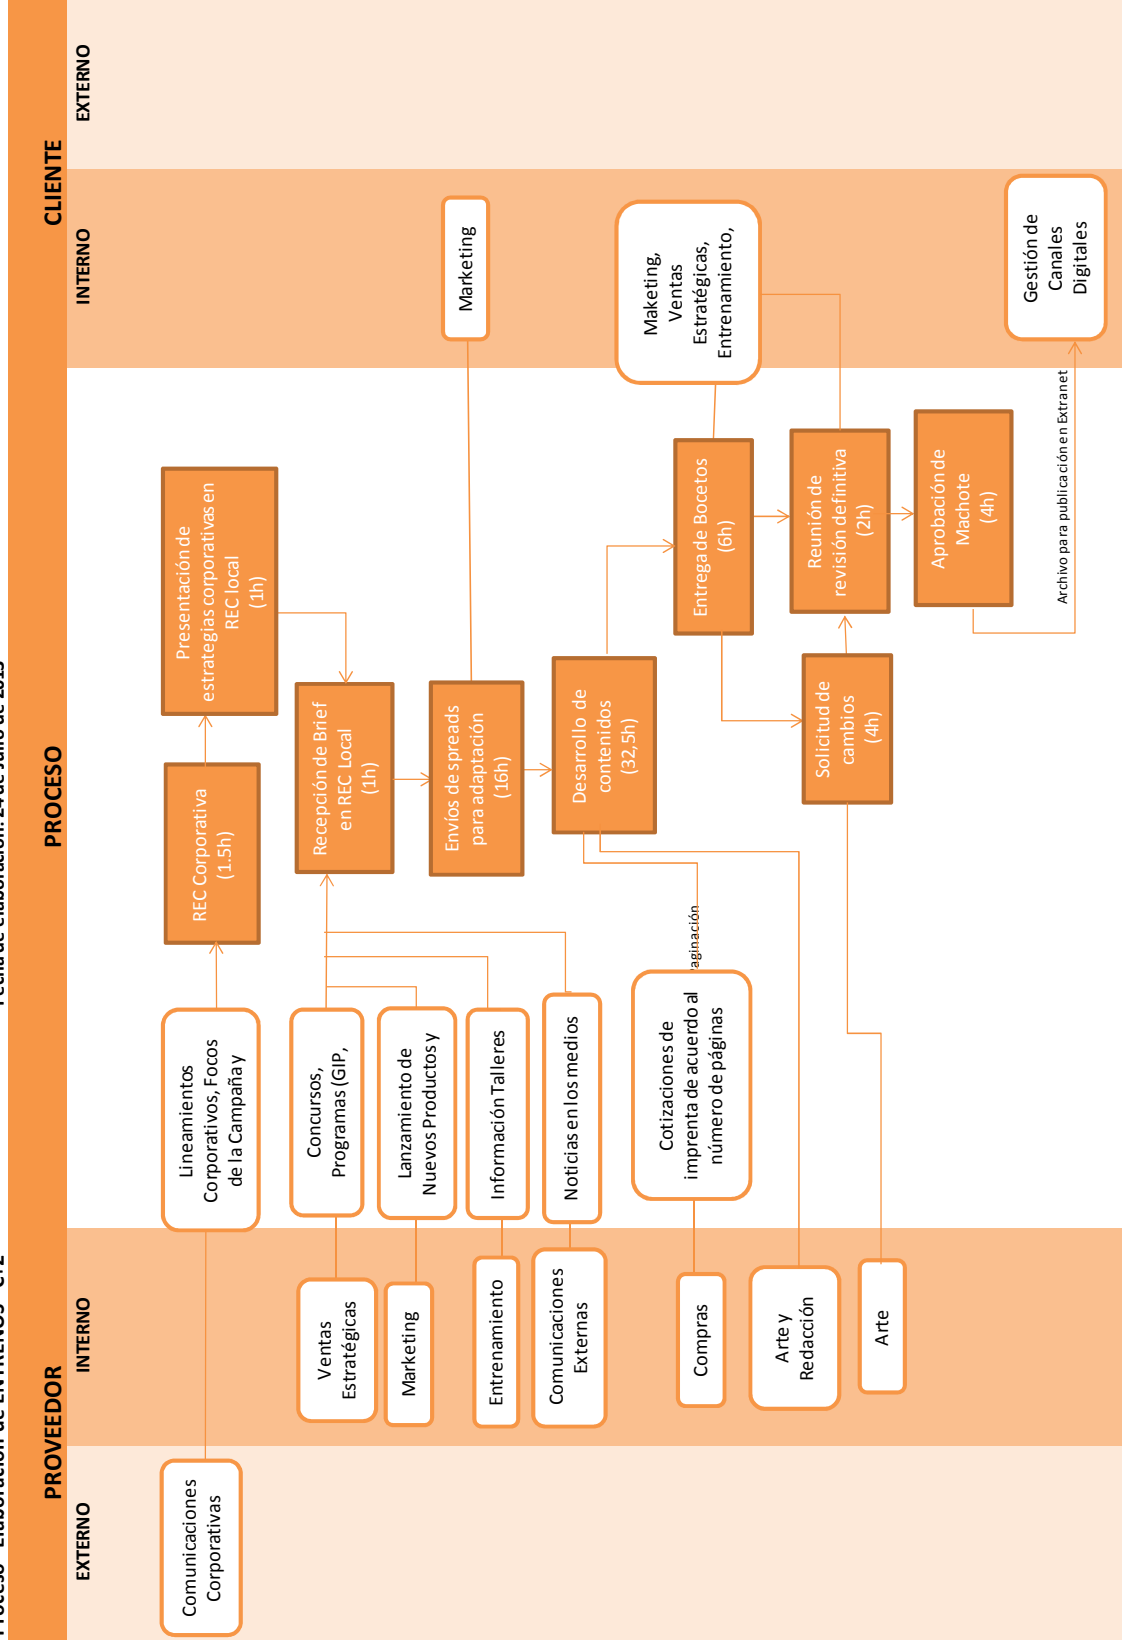 Fecha de elaboración: 24 de Julio de
PROVEEDOR
PROCESO
CLIENTE
EXTERNO
INTERNO
INTERNO
EXTERNO
Comunicaciones
Corporativas
Lineamientos
Corporativos, Focos
de la Campaña y
REC Corporativa
(1.5h)
Presentación de
estrategias corporativas en
REC local
(1h)
Ventas
Estratégicas
Concursos,
Programas (GIP,
Recepción de Brief
en REC Local
(1h)
Marketing
Lanzamiento de
Nuevos Productos y
Envíos de spreads
para adaptación
(16h)
Marketing
Entrenamiento
Información Talleres
Comunicaciones
Externas
Noticias en los medios
Desarrollo de
contenidos
(32,5h)
Compras
Cotizaciones de
imprenta de acuerdo al
número de páginas
Paginación
Entrega de Bocetos
(6h)
Maketing,
Ventas
Estratégicas,
Entrenamiento,
Arte y
Redacción
Solicitud de
cambios
(4h)
Reunión de
revisión definitiva
(2h)
Arte
Aprobación de
Machote
(4h)
Archivo para publicación en Extranet
Gestión de
Canales
Digitales